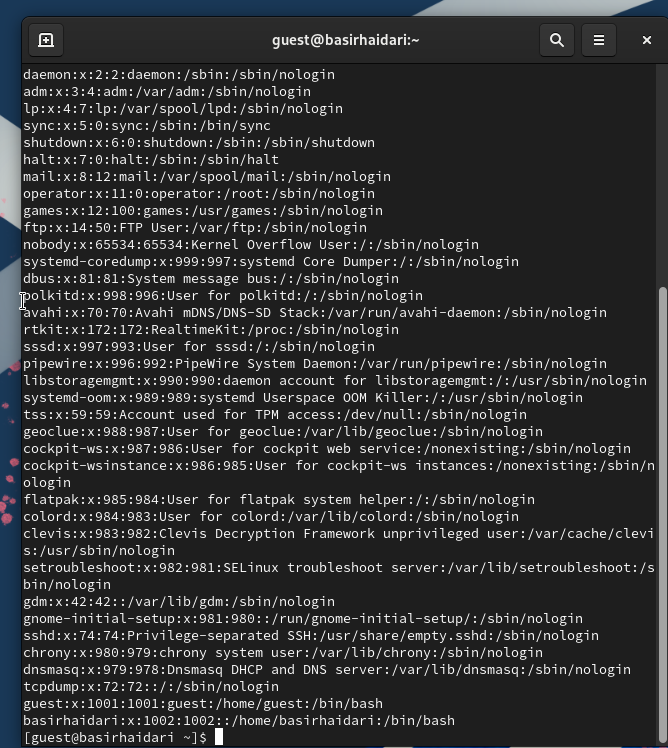 guest@basirhaidari:~
daemon:x:2:2:daemon:/sbin:/sbin/nologin
adm:x:3:4:adm:/var/adm:/sbin/nologin
lp:x:4:7:lp:/var/spool/lpd:/sbin/nologin
sync:x:5:0:sync:/sbin:/bin/sync
shutdown:x:6:0:shutdown:/sbin:/sbin/shutdown
halt:x:7:0:halt:/sbin:/sbin/halt
mail:x:8:12:mail:/var/spool/mail:/sbin/nologin
operator:x:11:0:operator:/root:/sbin/nologin
games:x:12:100:games:/usr/games:/sbin/nologin
ftp:x:14:50:FTP User:/var/ftp:/sbin/nologin
nobody:x:65534:65534:Kernel Overflow User:/:/sbin/nologin
systemd-coredump:x:999:997:systemd Core Dumper:/:/sbin/nologin
dbus:x:81:81:System message bus:/:/sbin/nologin
polkitd:x:998:996:User for polkitd:/:/sbin/nologin
avahi:x:70:70:Avahi mDNS/DNS-SD Stack:/var/run/avahi-daemon:/sbin/nologin
rtkit:x:172:172:RealtimeKit:/proc:/sbin/nologin
sssd:x:997:993:User for sssd:/:/sbin/nologin
pipewire:x:996:992:PipeWire System Daemon:/var/run/pipewire:/sbin/nologin
libstoragemgmt:x:990:990:daemon account for libstoragemgmt:/:/usr/sbin/nologin
systemd-oom:x:989:989:systemd Userspace OOM Killer:/:/usr/sbin/nologin
tss:x:59:59:Account used for TPM access:/dev/null:/sbin/nologin
geoclue:x:988:987:User for geoclue:/var/lib/geoclue:/sbin/nologin
cockpit-ws:x:987:986:User for cockpit web service:/nonexisting:/sbin/nologin
cockpit-wsinstance:x:986:985:User for cockpit-ws instances:/nonexisting:/sbin/n
ologin
flatpak:x:985:984:User for flatpak system helper:/:/sbin/nologin
colord:x:984:983:User for colord:/var/lib/colord:/sbin/nologin
clevis:x:983:982:Clevis Decryption Framework unprivileged user:/var/cache/clevi
s:/usr/sbin/nologin
setroubleshoot:x:982:981:SELinux troubleshoot server:/var/lib/setroubleshoot:/s
bin/nologin
gdm:x:42:42::/var/lib/gdm:/sbin/nologin
gnome-initial-setup:x:981:980::/run/gnome-initial-setup/:/sbin/nologin
sshd:x:74:74:Privilege-separated SSH:/usr/share/empty.sshd:/sbin/nologin
chrony:x:980:979:chrony system user:/var/lib/chrony:/sbin/nologin
dnsmasq:x:979:978:Dnsmasq DHCP and DNS server:/var/lib/dnsmasq:/sbin/nologin
tcpdump:x:72:72::/:/sbin/nologin
guest:x:1001:1001:guest:/home/guest:/bin/bash
basirhaidari:x:1002:1002::/home/basirhaidari:/bin/bash
[guest@basirhaidari ~]$